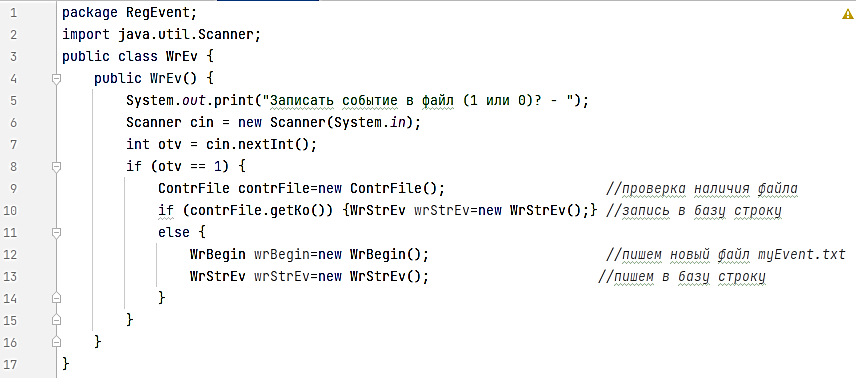 1 package RegEvent;
2 import java.util.Scanner;
3 public class WrEv {
4     public WrEv() {
5         System.out.print("Записать событие в файл (1 или 0)? - ");
6         Scanner cin = new Scanner(System.in);
7         int otv = cin.nextInt();
8         if (otv == 1) {
9             ContrFile contrFile=new ContrFile();                    //проверка наличия файла
10             if (contrFile.getKo()) {WrStrEv wrStrEv=new WrStrEv();} //запись в базу строку
11             else {
12                 WrBegin wrBegin=new WrBegin();                      //пишем новый файл myEvent.txt
13                 WrStrEv wrStrEv=new WrStrEv();                     //пишем в базу строку
14             }
15         }
16     }
17 }